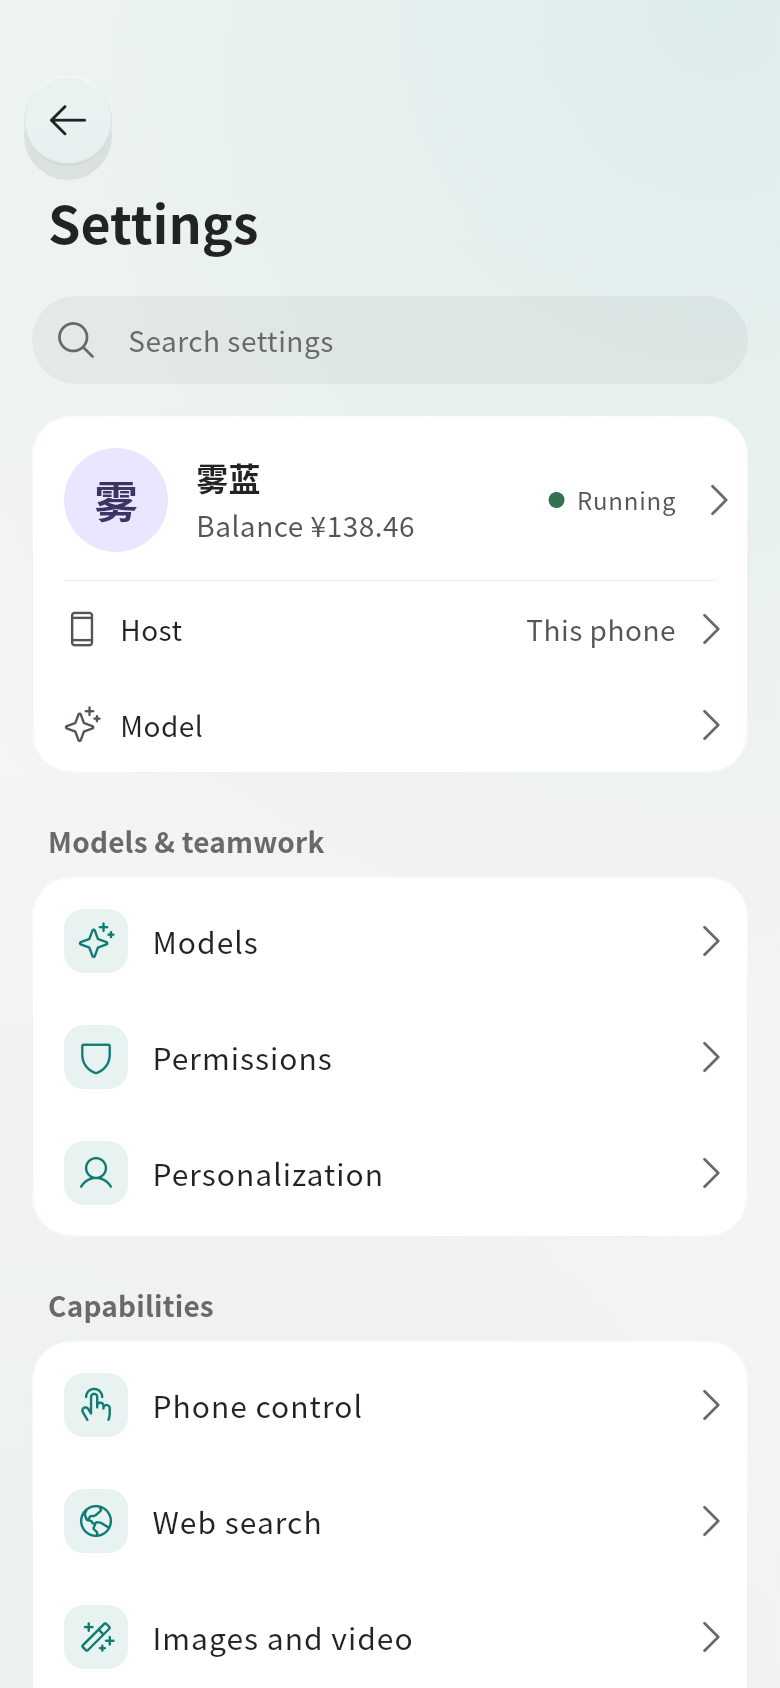 Settings
Search settings
雾
雾蓝
Balance ¥138.46
Running
Host
This phone
Model
Models & teamwork
Models
Permissions
Personalization
Capabilities
Phone control
Web search
Images and video